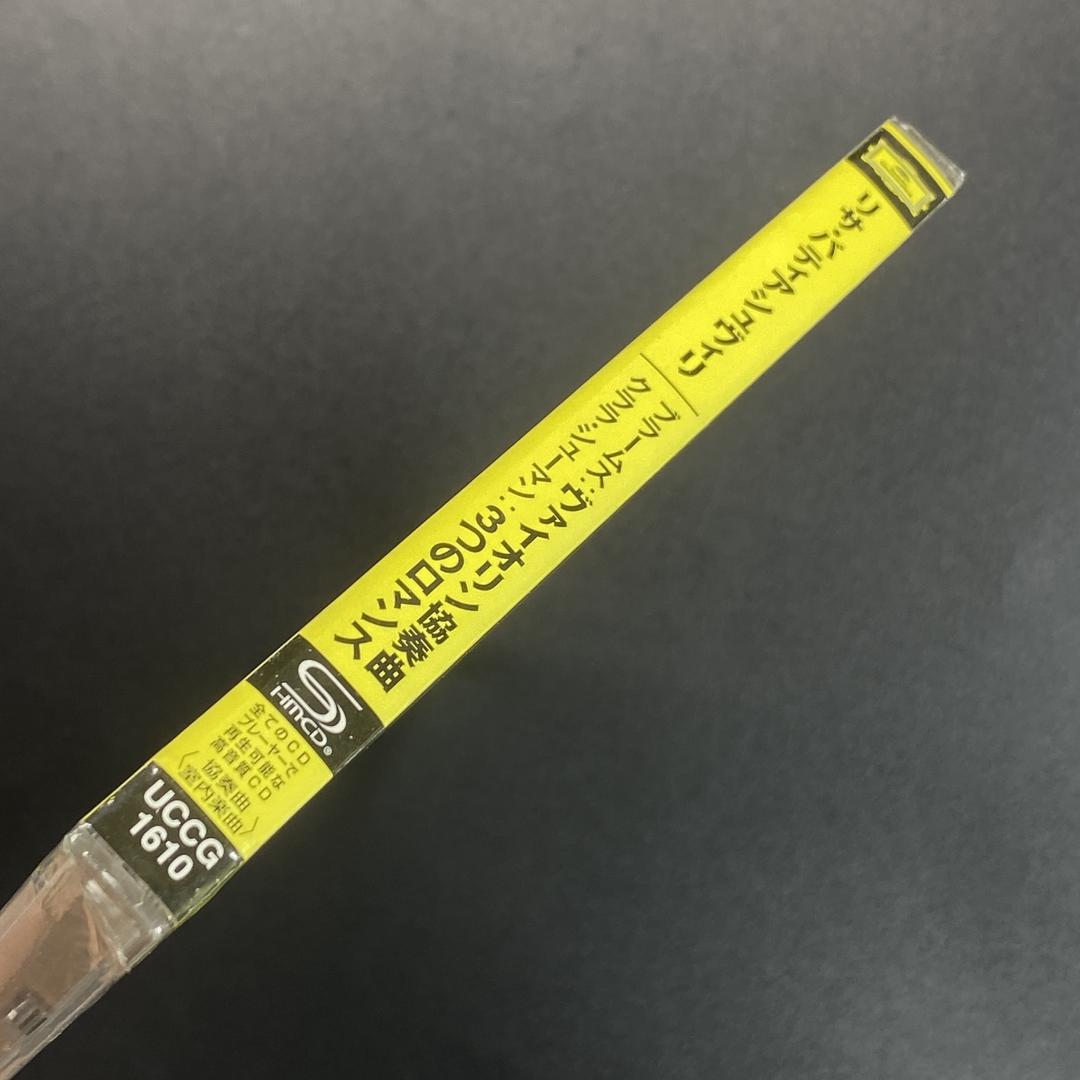 リサ・バティアシュヴィリ
ブラームス：ヴァイオリン協奏曲
クララ・シューマン：3つのロマンス
HM-CD®
全てのCD
プレーヤーで
再生可能な
高音質CD
〈協奏曲
室内楽曲〉
UCCG
1610